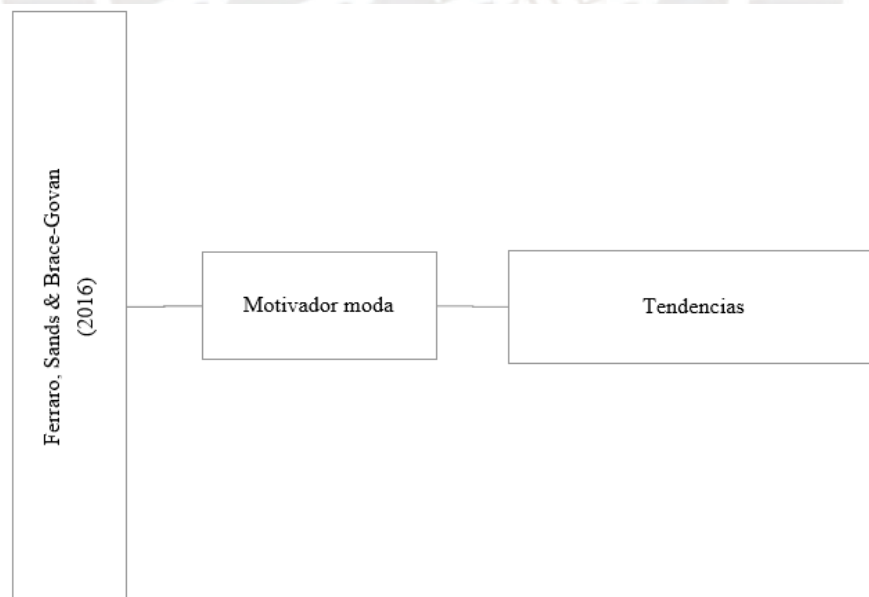 Ferraro, Sands & Brace-Govan
(2016)
Motivador moda
Tendencias